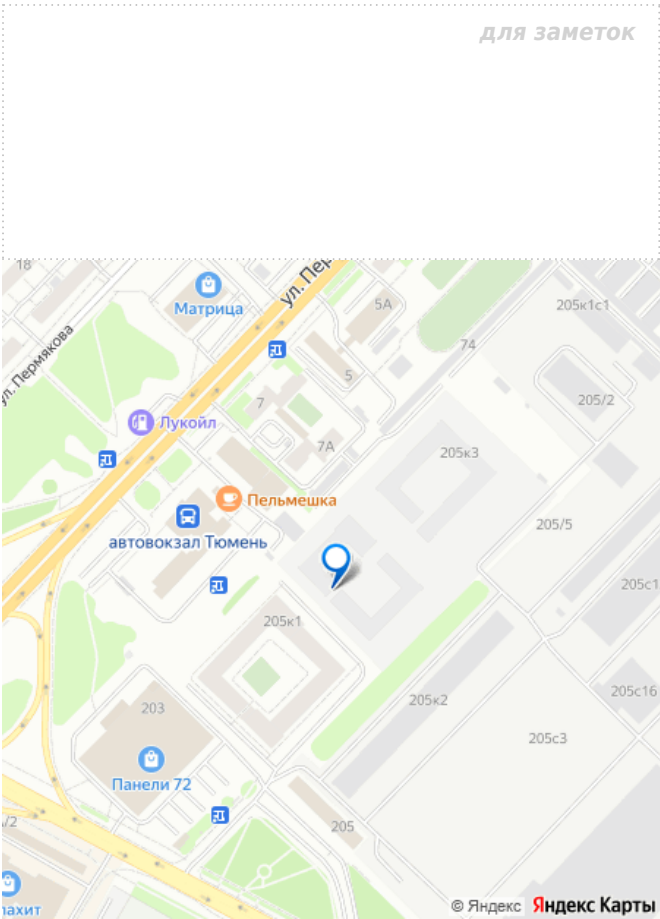 для заметок
18
ул. Пер
Матрица
5А
205к1с1
74
ул. Пермякова
5
7
205/2
Лукойл
7А
205к3
Пельмешка
205/5
автовокзал Тюмень
205с1
205к1
205с16
205к2
203
205с3
Панели 72
205
/2
пахит
© Яндекс Яндекс Карты